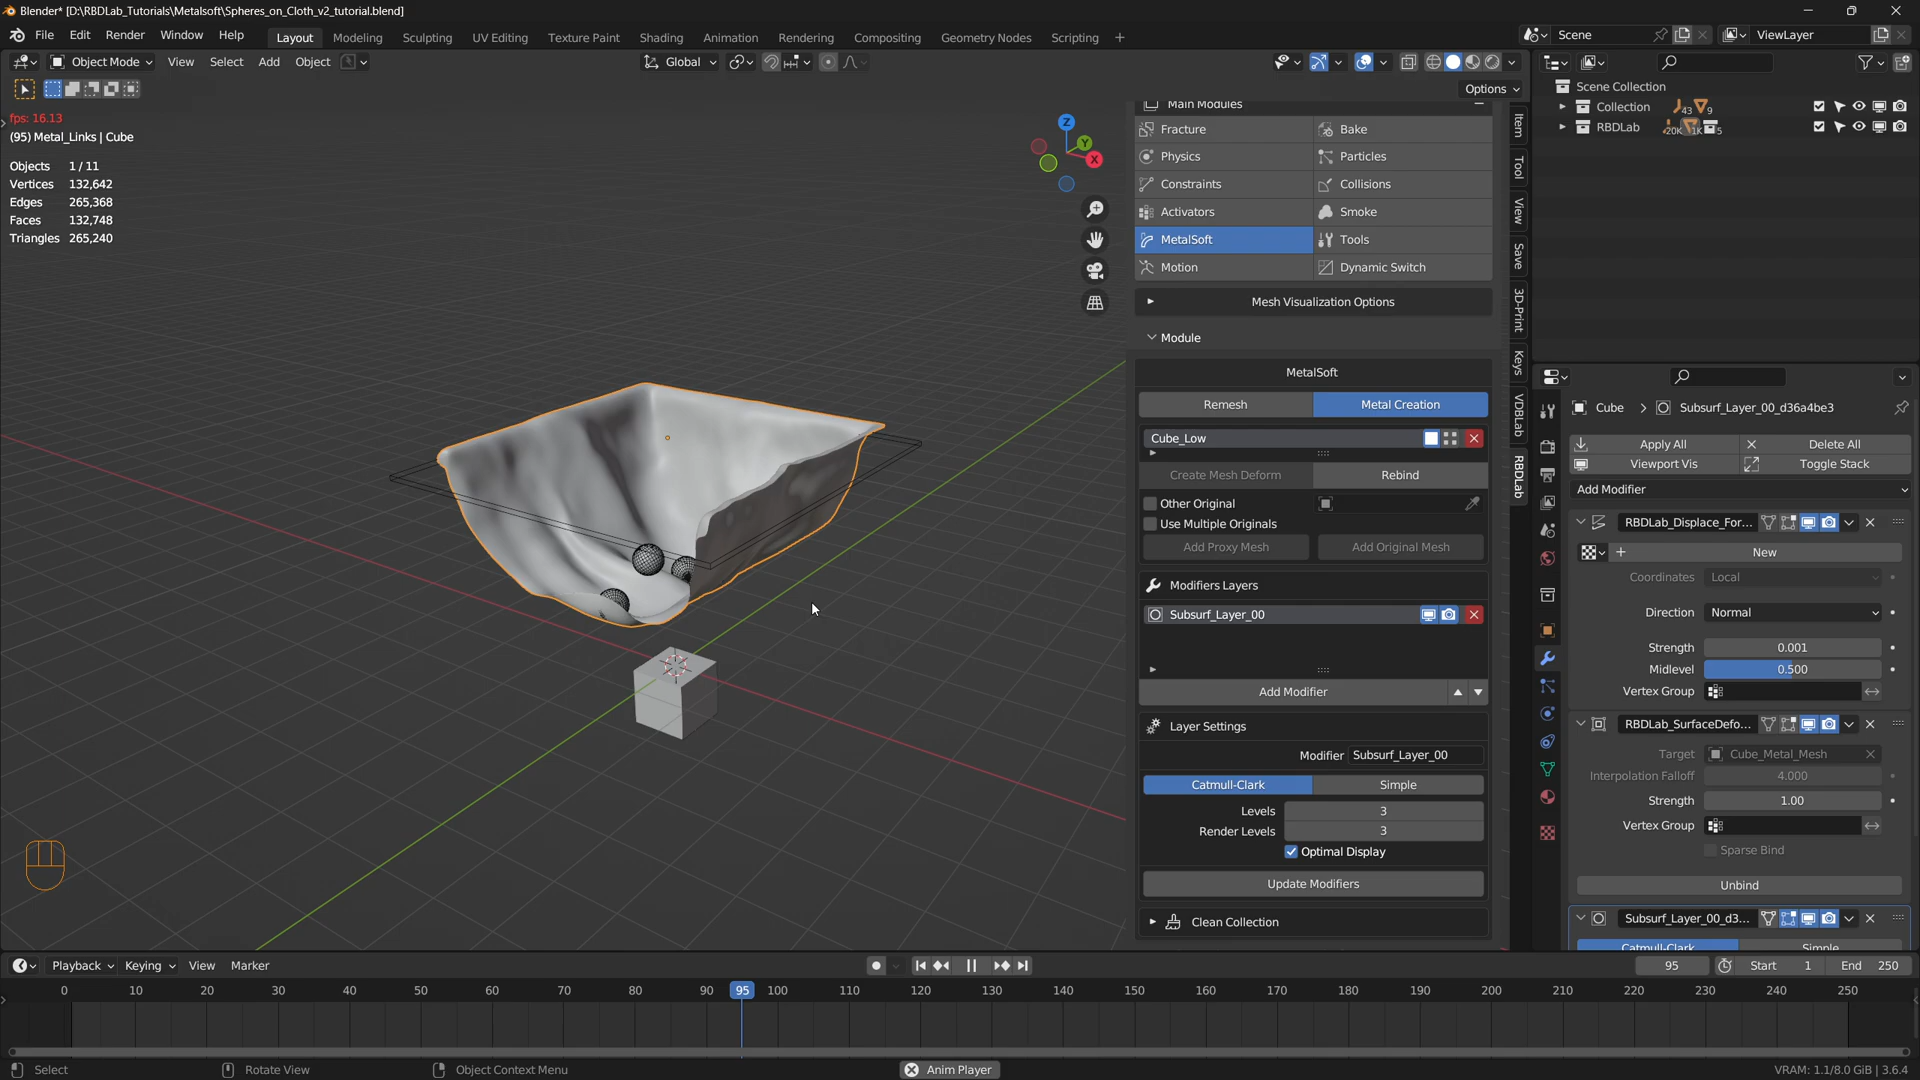 Blender* [D:\RBDLab_Tutorials\Metalsoft\Spheres_on_Cloth_v2_tutorial.blend]
File Edit Render Window Help Layout Modeling Sculpting UV Editing Texture Paint Shading Animation Rendering Compositing Geometry Nodes Scripting + Scene ViewLayer
Object Mode View Select Add Object Global
Options
fps: 16.13
(95) Metal_Links | Cube
Objects 1 / 11
Vertices 132,642
Edges 265,368
Faces 132,748
Triangles 265,240
Z
Y
X
Main Modules
Fracture Bake
Physics Particles
Constraints Collisions
Activators Smoke
MetalSoft Tools
Motion Dynamic Switch
Mesh Visualization Options
Module
MetalSoft
Remesh Metal Creation
Cube_Low
Create Mesh Deform Rebind
Other Original
Use Multiple Originals
Add Proxy Mesh Add Original Mesh
Modifiers Layers
Subsurf_Layer_00
Add Modifier
Layer Settings
Modifier Subsurf_Layer_00
Catmull-Clark Simple
Levels 3
Render Levels 3
Optimal Display
Update Modifiers
Clean Collection
Item
Tool
View
Save
3D-Print
Keys
VDBLab
RBDLab
Scene Collection
Collection 43 9
RBDLab 20K 1K 5
Cube > Subsurf_Layer_00_d36a4be3
Apply All Delete All
Viewport Vis Toggle Stack
Add Modifier
RBDLab_Displace_For...
New
Coordinates Local
Direction Normal
Strength 0.001
Midlevel 0.500
Vertex Group
RBDLab_SurfaceDefo...
Target Cube_Metal_Mesh
Interpolation Falloff 4.000
Strength 1.00
Vertex Group
Sparse Bind
Unbind
Subsurf_Layer_00_d3...
Catmull-Clark Simple
Playback Keying View Marker 95 Start 1 End 250
0 10 20 30 40 50 60 70 80 90 95 100 110 120 130 140 150 160 170 180 190 200 210 220 230 240 250
Select Rotate View Object Context Menu Anim Player VRAM: 1.1/8.0 GiB | 3.6.4